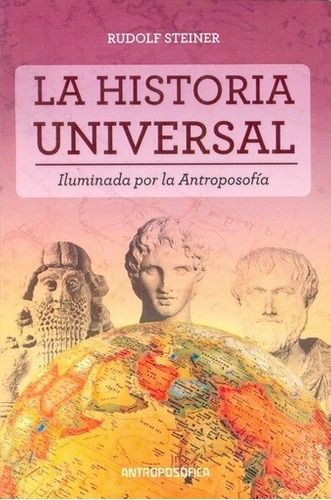 RUDOLF STEINER
LA HISTORIA
UNIVERSAL
Iluminada por la Antroposofía
ANTROPOSÓFICA